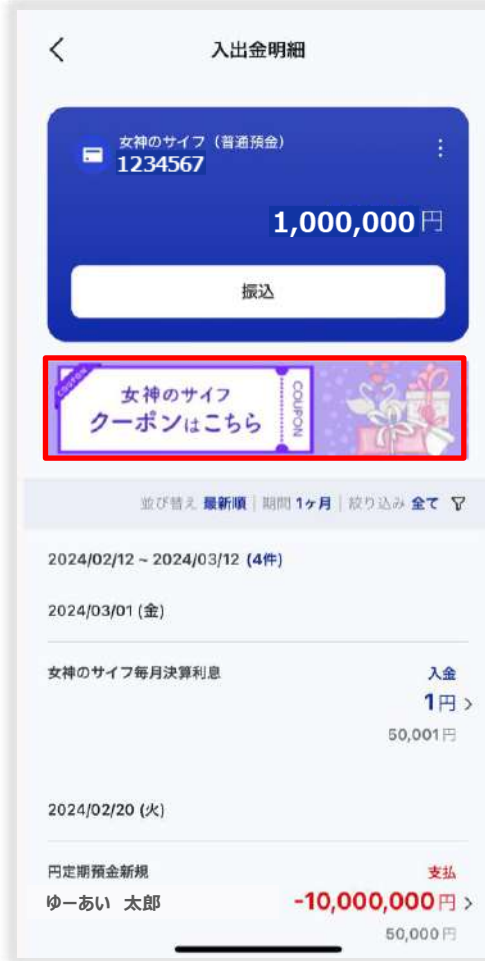 入出金明細
女神のサイフ（普通預金）
1234567
1,000,000円
振込
COUPON
女神のサイフ
クーポンはこちら
COUPON
並び替え 最新順 | 期間 1ヶ月 | 絞り込み 全て
2024/02/12 ~ 2024/03/12 (4件)
2024/03/01 (金)
女神のサイフ毎月決算利息 入金
1円
50,001円
2024/02/20 (火)
円定期預金新規 支払
ゆーあい 太郎 -10,000,000円
50,000円